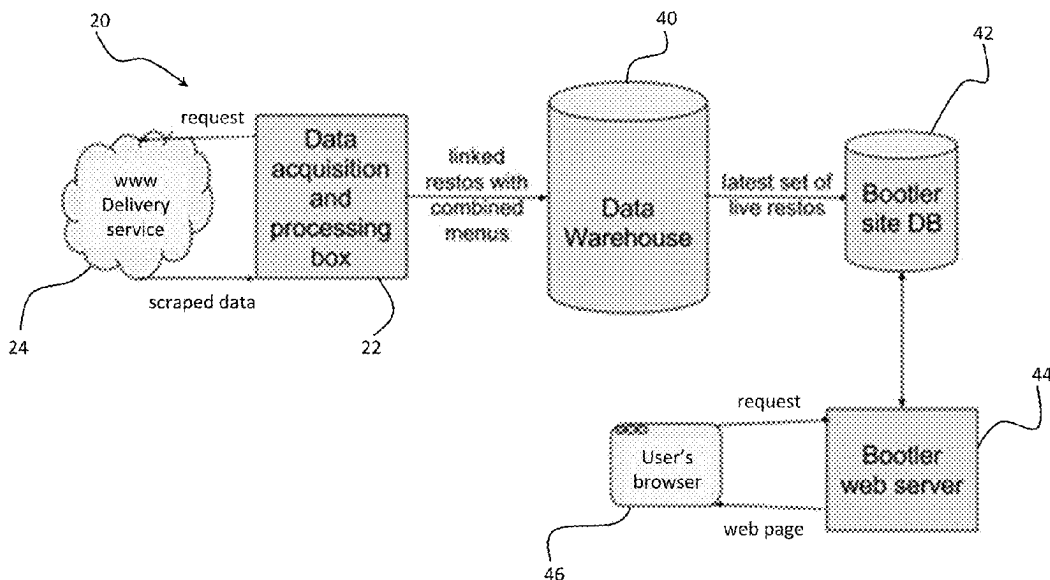 20
40
42
request
www
Delivery
service
Data
acquisition
and
processing
box
linked
restos with
combined
menus
Data
Warehouse
latest set of
live restos
Bootler
site DB
scraped data
24
22
44
request
User's
browser
Bootler
web server
web page
46